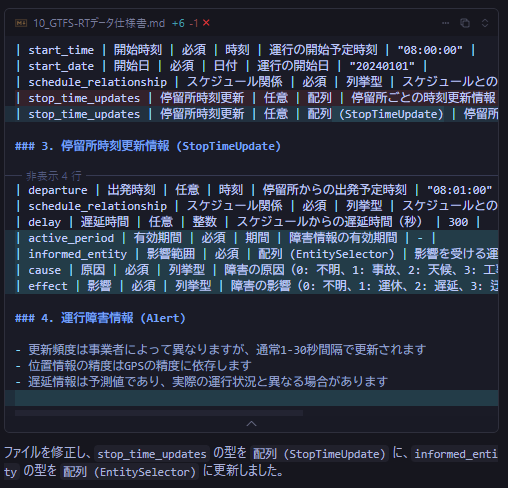 10_GTFS-RTデータ仕様書.md +6 -1
| start_time | 開始時刻 | 必須 | 時刻 | 運行の開始予定時刻 | "08:00:00" |
| start_date | 開始日 | 必須 | 日付 | 運行の開始日 | "20240101" |
| schedule_relationship | スケジュール関係 | 必須 | 列挙型 | スケジュールとの
| stop_time_updates | 停留所時刻更新 | 任意 | 配列 | 停留所ごとの時刻更新情報
| stop_time_updates | 停留所時刻更新 | 任意 | 配列 (StopTimeUpdate) | 停留所
### 3. 停留所時刻更新情報 (StopTimeUpdate)
非表示 4 行
| departure | 出発時刻 | 任意 | 時刻 | 停留所からの出発予定時刻 | "08:01:00"
| schedule_relationship | スケジュール関係 | 必須 | 列挙型 | スケジュールとの
| delay | 遅延時間 | 任意 | 整数 | スケジュールからの遅延時間（秒） | 300 |
| active_period | 有効期間 | 必須 | 期間 | 障害情報の有効期間 | - |
| informed_entity | 影響範囲 | 必須 | 配列 (EntitySelector) | 影響を受ける運
| cause | 原因 | 必須 | 列挙型 | 障害の原因（0: 不明、1: 事故、2: 天候、3: 工
| effect | 影響 | 必須 | 列挙型 | 障害の影響（0: 不明、1: 運休、2: 遅延、3:
### 4. 運行障害情報 (Alert)
- 更新頻度は事業者によって異なりますが、通常1-30秒間隔で更新されます
- 位置情報の精度はGPSの精度に依存します
- 遅延情報は予測値であり、実際の運行状況と異なる場合があります
ファイルを修正し、stop_time_updates の型を 配列 (StopTimeUpdate) に、informed_enti
ty の型を 配列 (EntitySelector) に更新しました。